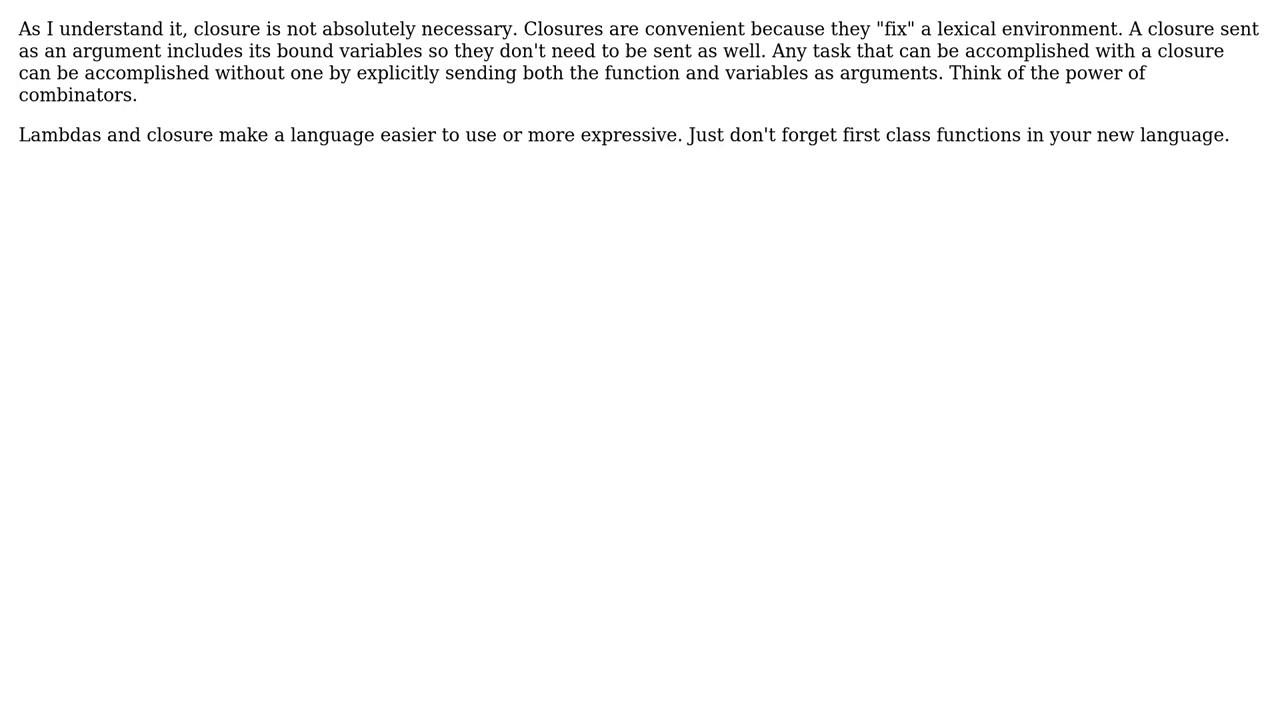 As I understand it, closure is not absolutely necessary. Closures are convenient because they "fix" a lexical environment. A closure sent
as an argument includes its bound variables so they don't need to be sent as well. Any task that can be accomplished with a closure
can be accomplished without one by explicitly sending both the function and variables as arguments. Think of the power of
combinators.
Lambdas and closure make a language easier to use or more expressive. Just don't forget first class functions in your new language.